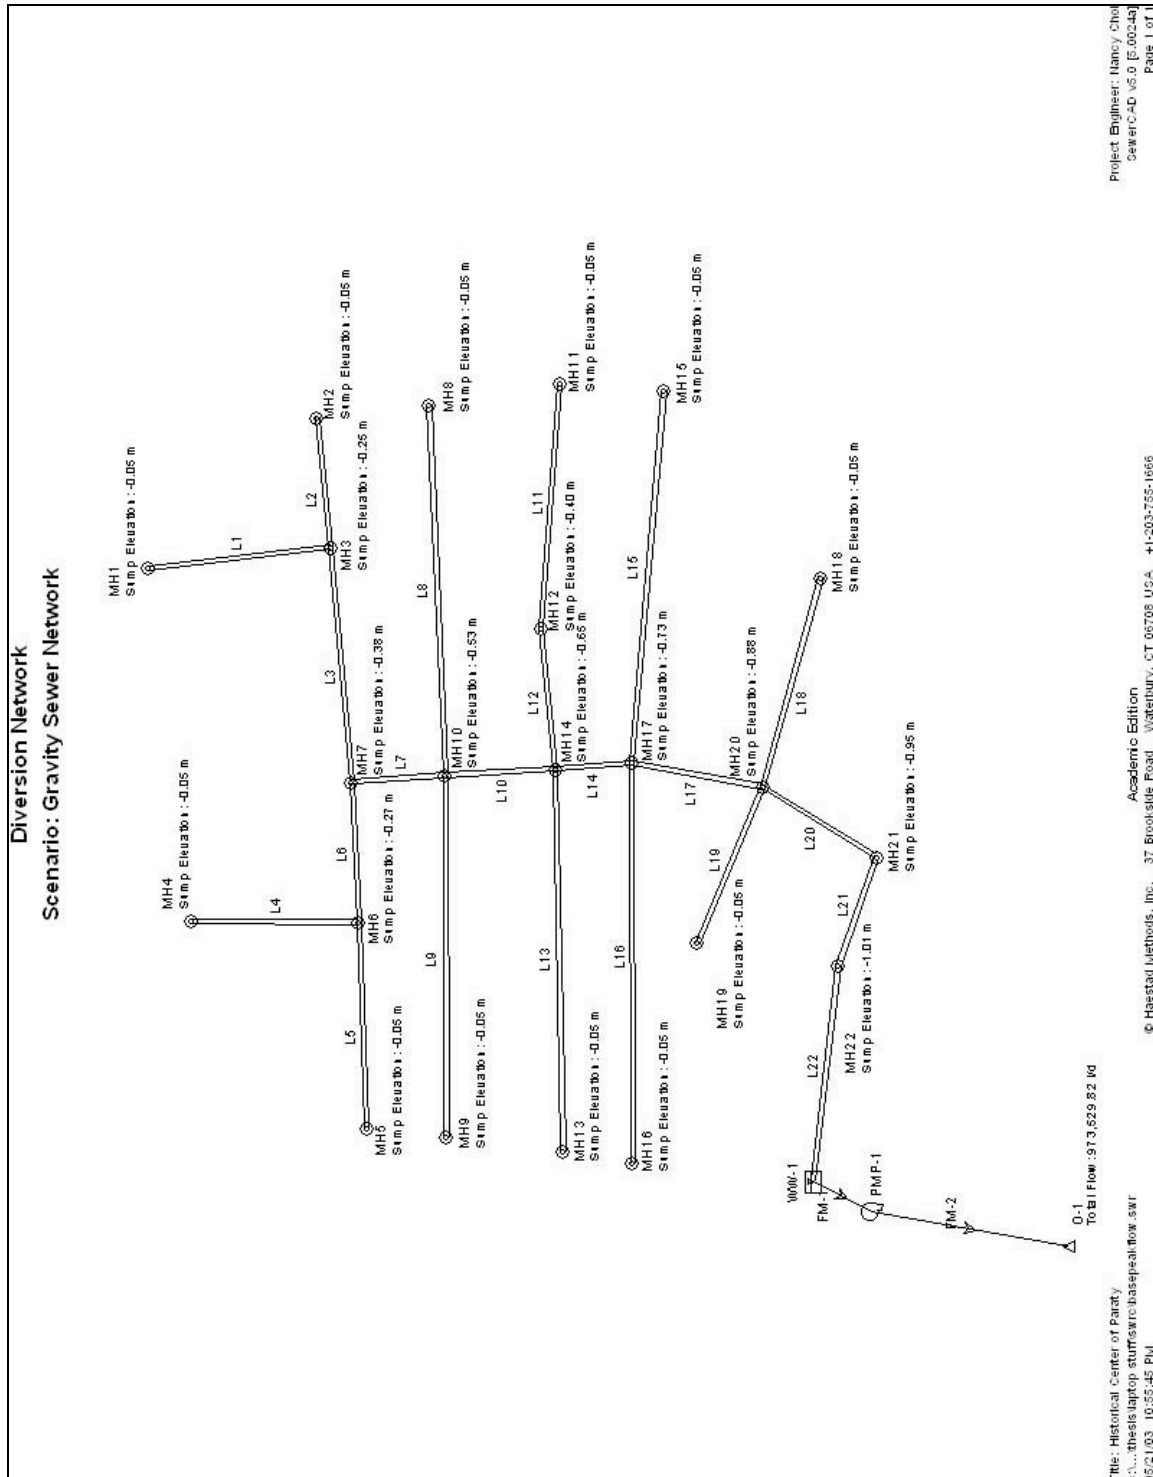 Diversion Network
Scenario: Gravity Sewer Network
MH1
Sump Elevation: -0.05 m
L1
MH2
Sump Elevation: -0.05 m
L2
MH3
Sump Elevation: -0.25 m
L3
MH4
Sump Elevation: -0.05 m
L4
MH5
Sump Elevation: -0.05 m
L5
MH6
Sump Elevation: -0.27 m
L6
MH7
Sump Elevation: -0.38 m
L7
MH8
Sump Elevation: -0.05 m
L8
MH9
Sump Elevation: -0.05 m
L9
MH10
Sump Elevation: -0.53 m
L10
MH11
Sump Elevation: -0.05 m
L11
MH12
Sump Elevation: -0.40 m
L12
MH13
Sump Elevation: -0.05 m
L13
MH14
Sump Elevation: -0.65 m
L14
MH15
Sump Elevation: -0.05 m
L15
MH16
Sump Elevation: -0.05 m
L16
MH17
Sump Elevation: -0.73 m
L17
MH18
Sump Elevation: -0.05 m
L18
MH19
Sump Elevation: -0.05 m
L19
MH20
Sump Elevation: -0.88 m
L20
MH21
Sump Elevation: -0.95 m
L21
MH22
Sump Elevation: -1.01 m
L22
WW-1
FM-
PMP-1
FM-2
O-1
Total Flow: 973,529.82 l/d
Title: Historical Center of Paraty
:\...\thesis\laptop stuff\swrc\basepeakflow.swr
05/21/03 10:55:45 PM
Academic Edition
© Haestad Methods, Inc. 37 Brookside Road Waterbury, CT 06708 USA +1-203-755-1666
Project Engineer: Nancy Choi
SewerCAD v5.0 [5.0024a]
Page 1 of 1